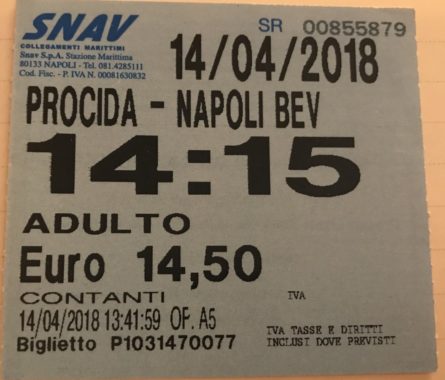 SNAV
COLLEGAMENTI MARITTIMI
Snav S.p.A. Stazione Marittima
80133 NAPOLI - Tel. 081.4285111
Cod. Fisc. - P. IVA N. 00081630832
SR 00855879
14/04/2018
PROCIDA - NAPOLI BEV
14:15
ADULTO
Euro 14,50
CONTANTI IVA
14/04/2018 13:41:59 OP. A5
IVA TASSE E DIRITTI
Biglietto P1031470077
INCLUSI DOVE PREVISTI